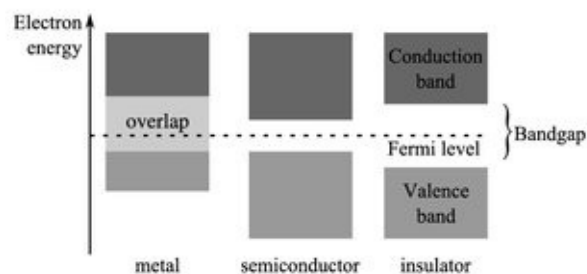 Electron
energy
overlap
Conduction
band
Fermi level
Bandgap
Valence
band
metal
semiconductor
insulator